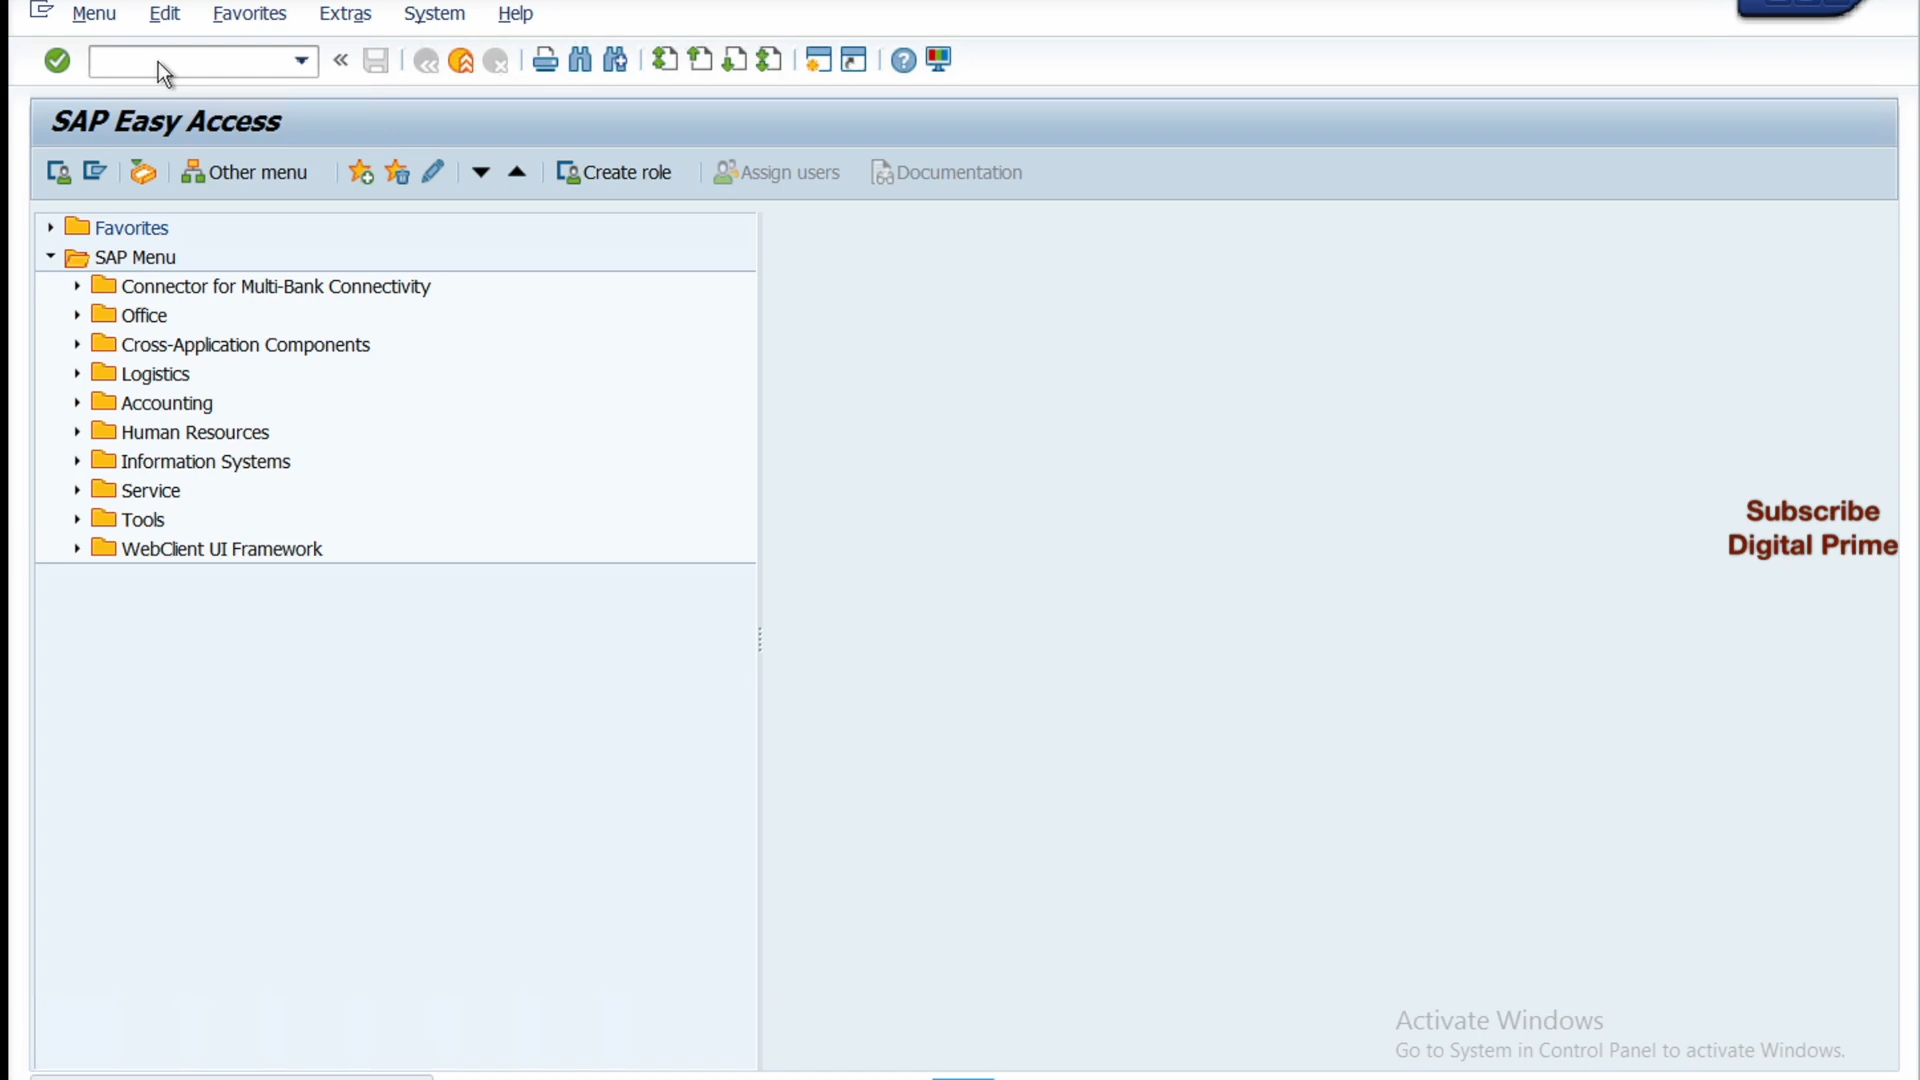 Menu Edit Favorites Extras System Help
SAP Easy Access
Other menu Create role Assign users Documentation
Favorites
SAP Menu
Connector for Multi-Bank Connectivity
Office
Cross-Application Components
Logistics
Accounting
Human Resources
Information Systems
Service
Tools
WebClient UI Framework
Subscribe
Digital Prime
Activate Windows
Go to System in Control Panel to activate Windows.